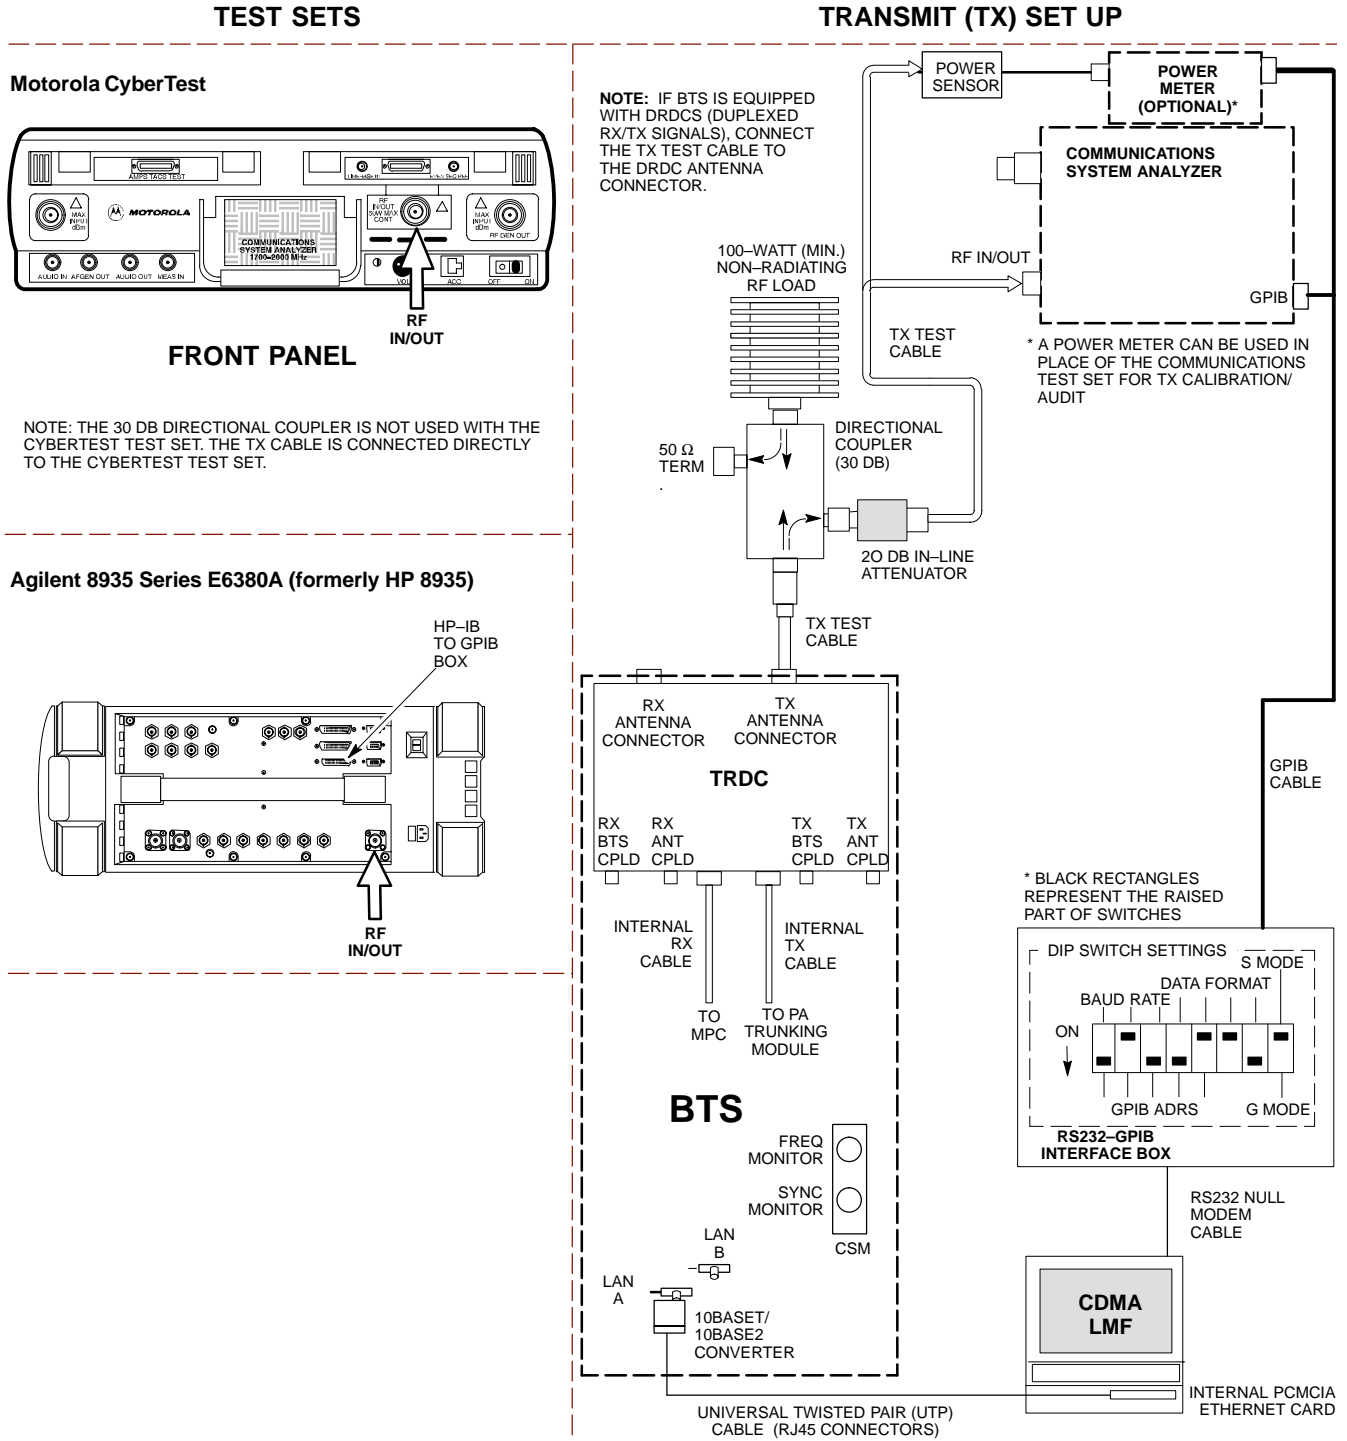 TEST SETS
TRANSMIT (TX) SET UP
Motorola CyberTest
AMPS TACS TEST
MAX
INPUT
dBm
MOTOROLA
COMMUNICATIONS
SYSTEM ANALYZER
1700–2000 MHz
RF
IN/OUT
50W MAX
CONT
MAX
INPUT
dBm
RF GEN OUT
AUDIO IN
AFGEN OUT
AUDIO OUT
MEAS IN
ACC
OFF
ON
RF
IN/OUT
FRONT PANEL
NOTE: THE 30 DB DIRECTIONAL COUPLER IS NOT USED WITH THE
CYBERTEST TEST SET. THE TX CABLE IS CONNECTED DIRECTLY
TO THE CYBERTEST TEST SET.
Agilent 8935 Series E6380A (formerly HP 8935)
HP–IB
TO GPIB
BOX
RF
IN/OUT
NOTE: IF BTS IS EQUIPPED
WITH DRDCS (DUPLEXED
RX/TX SIGNALS), CONNECT
THE TX TEST CABLE TO
THE DRDC ANTENNA
CONNECTOR.
POWER
SENSOR
POWER
METER
(OPTIONAL)*
COMMUNICATIONS
SYSTEM ANALYZER
RF IN/OUT
GPIB
* A POWER METER CAN BE USED IN
PLACE OF THE COMMUNICATIONS
TEST SET FOR TX CALIBRATION/
AUDIT
100–WATT (MIN.)
NON–RADIATING
RF LOAD
TX TEST
CABLE
DIRECTIONAL
COUPLER
(30 DB)
50 Ω
TERM
.
2O DB IN–LINE
ATTENUATOR
TX TEST
CABLE
RX
ANTENNA
CONNECTOR
TX
ANTENNA
CONNECTOR
TRDC
RX
BTS
CPLD
RX
ANT
CPLD
TX
BTS
CPLD
TX
ANT
CPLD
INTERNAL
RX
CABLE
INTERNAL
TX
CABLE
TO
MPC
TO PA
TRUNKING
MODULE
BTS
FREQ
MONITOR
SYNC
MONITOR
CSM
LAN
B
LAN
A
10BASET/
10BASE2
CONVERTER
UNIVERSAL TWISTED PAIR (UTP)
CABLE (RJ45 CONNECTORS)
GPIB
CABLE
* BLACK RECTANGLES
REPRESENT THE RAISED
PART OF SWITCHES
DIP SWITCH SETTINGS
S MODE
DATA FORMAT
BAUD RATE
ON
GPIB ADRS
G MODE
RS232–GPIB
INTERFACE BOX
RS232 NULL
MODEM
CABLE
CDMA
LMF
INTERNAL PCMCIA
ETHERNET CARD